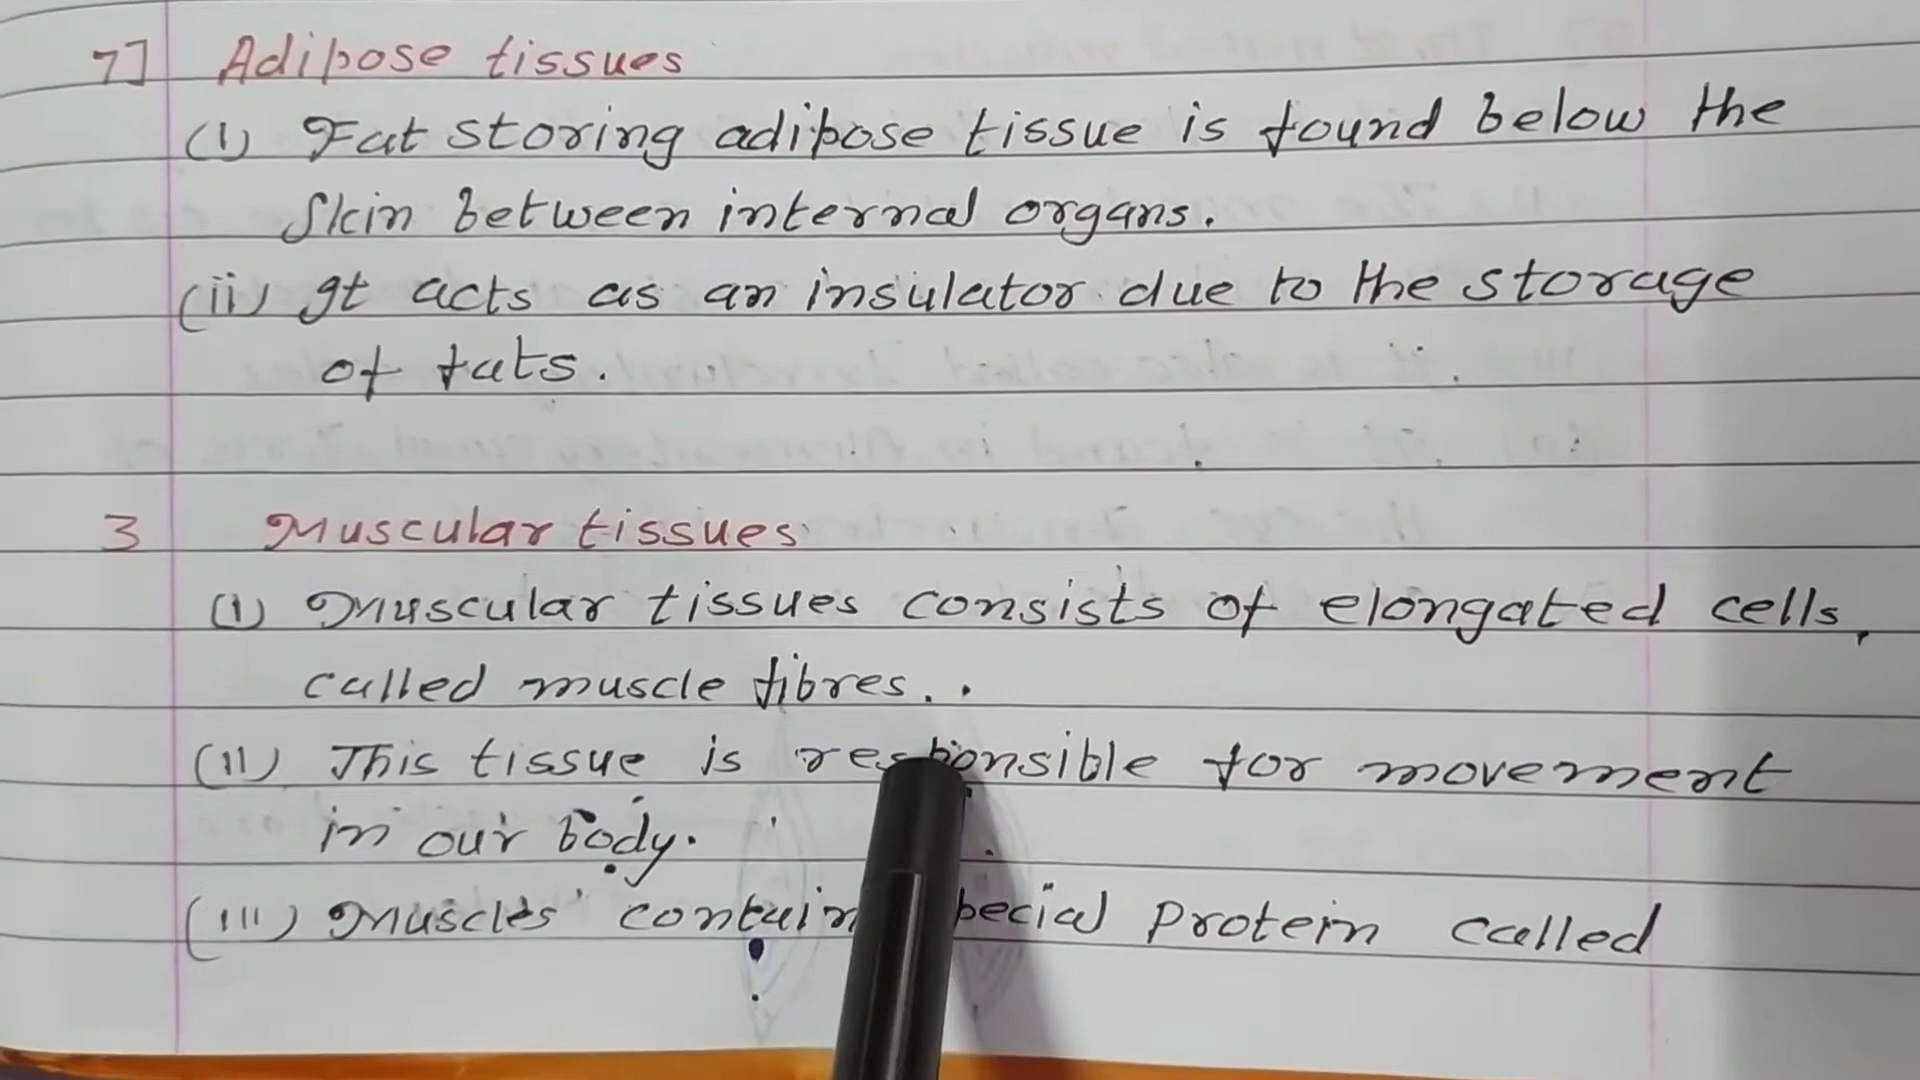 7] Adipose tissues
(i) Fat storing adipose tissue is found below the
Skin between internal organs.
(ii) It acts as an insulator due to the storage
of fats.
3 Muscular tissues
(i) Muscular tissues consists of elongated cells,
called muscle fibres.
(ii) This tissue is responsible for movement
in our body.
(iii) Muscles contain special protein called